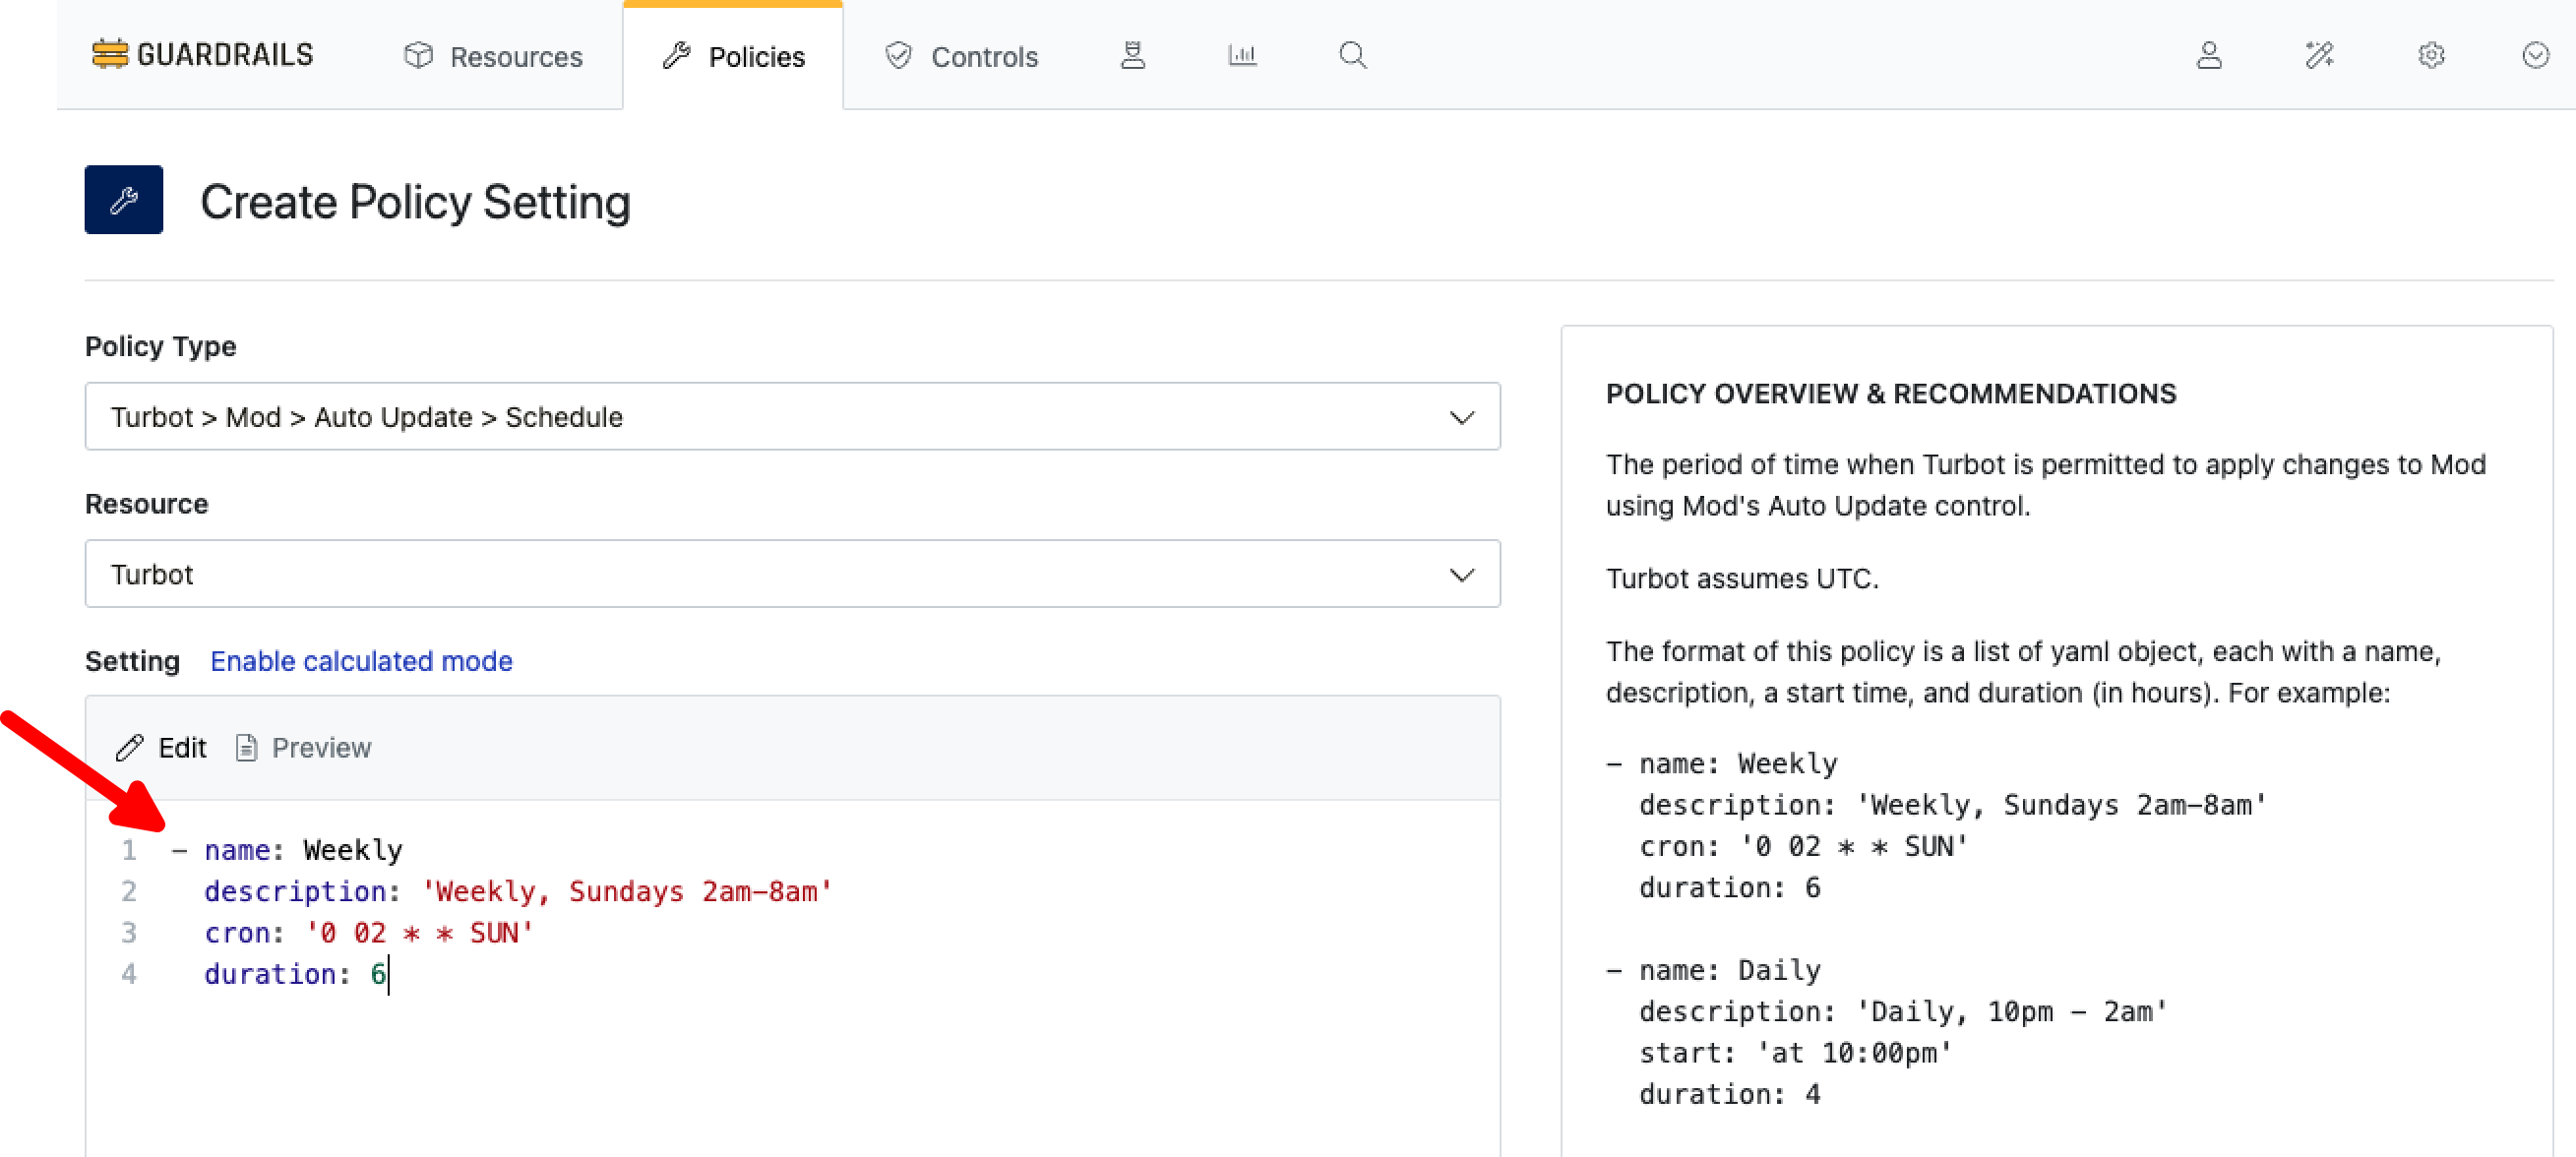 GUARDRAILS Resources Policies Controls
Create Policy Setting
Policy Type
Turbot > Mod > Auto Update > Schedule
Resource
Turbot
Setting Enable calculated mode
Edit Preview
1 - name: Weekly
2 description: 'Weekly, Sundays 2am-8am'
3 cron: '0 02 * * SUN'
4 duration: 6
POLICY OVERVIEW & RECOMMENDATIONS
The period of time when Turbot is permitted to apply changes to Mod
using Mod's Auto Update control.
Turbot assumes UTC.
The format of this policy is a list of yaml object, each with a name,
description, a start time, and duration (in hours). For example:
- name: Weekly
description: 'Weekly, Sundays 2am-8am'
cron: '0 02 * * SUN'
duration: 6
- name: Daily
description: 'Daily, 10pm - 2am'
start: 'at 10:00pm'
duration: 4